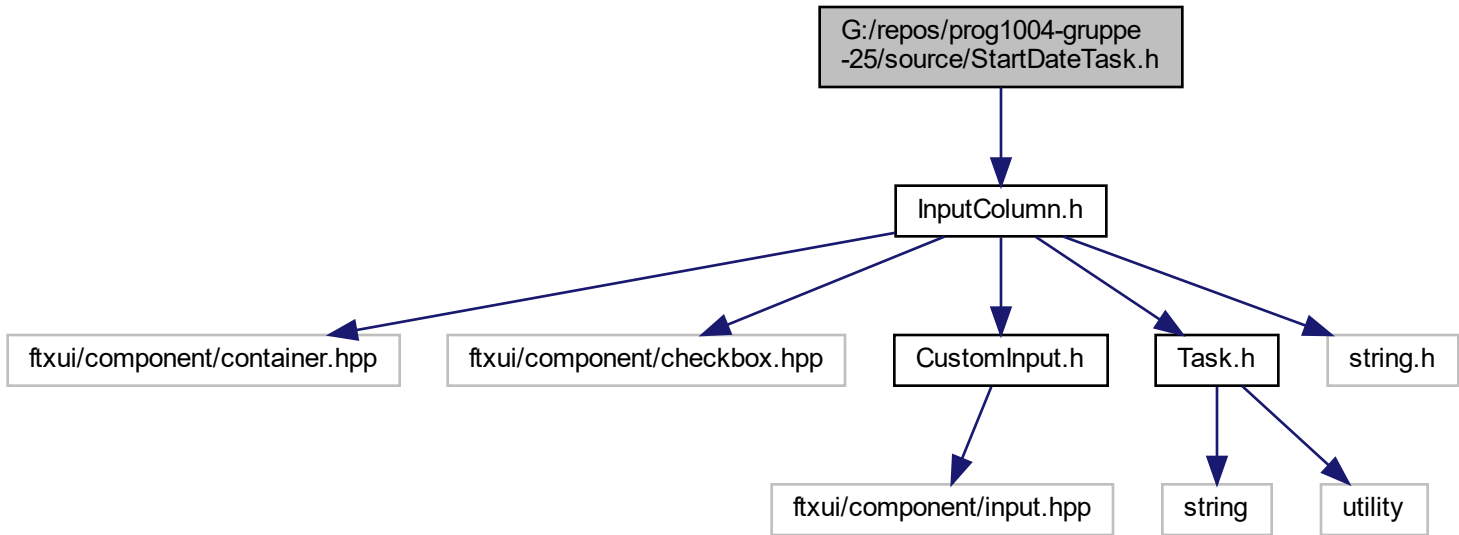 G:/repos/prog1004-gruppe
-25/source/StartDateTask.h
InputColumn.h
ftxui/component/container.hpp
ftxui/component/checkbox.hpp
CustomInput.h
Task.h
string.h
ftxui/component/input.hpp
string
utility